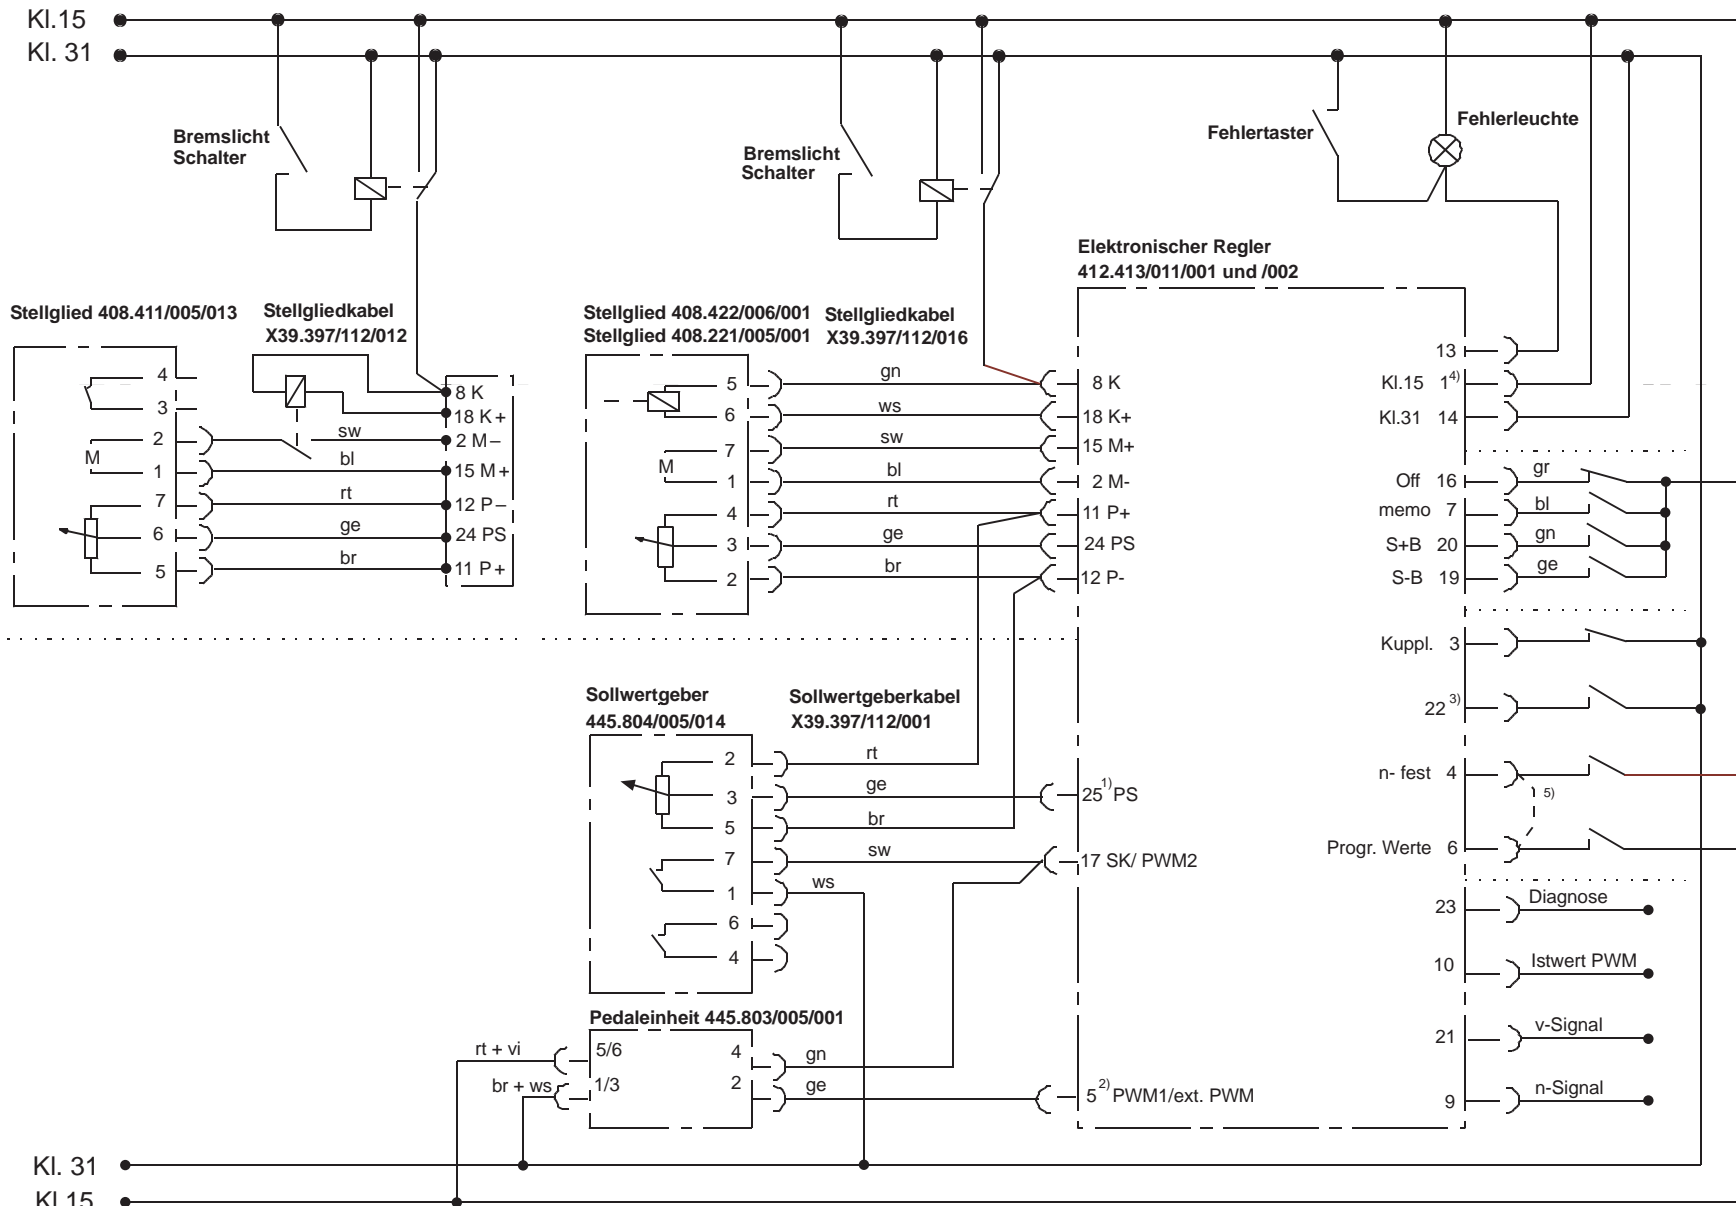 Kl.15
Kl. 31
Bremslicht
Schalter
Bremslicht
Schalter
Fehlertaster
Fehlerleuchte
Elektronischer Regler
412.413/011/001 und /002
Stellglied 408.411/005/013
Stellgliedkabel
X39.397/112/012
Stellglied 408.422/006/001
Stellglied 408.221/005/001
Stellgliedkabel
X39.397/112/016
4
3
2
M
1
7
6
5
sw
bl
rt
ge
br
8 K
18 K+
2 M–
15 M+
12 P–
24 PS
11 P+
5
6
7
M
1
4
3
2
gn
ws
sw
bl
rt
ge
br
8 K
18 K+
15 M+
2 M-
11 P+
24 PS
12 P-
13
Kl.15 1 4)
Kl.31 14
Off 16 gr
memo 7 bl
S+B 20 gn
S-B 19 ge
Kuppl. 3
22 3)
n- fest 4
5)
Progr. Werte 6
23 Diagnose
10 Istwert PWM
21 v-Signal
9 n-Signal
Sollwertgeber
445.804/005/014
Sollwertgeberkabel
X39.397/112/001
2 rt
3 ge
5 br
7 sw
1 ws
6
4
25 1) PS
17 SK/ PWM2
Pedaleinheit 445.803/005/001
rt + vi 5/6
br + ws 1/3
4 gn
2 ge
5 2) PWM1/ext. PWM
Kl. 31
Kl.15